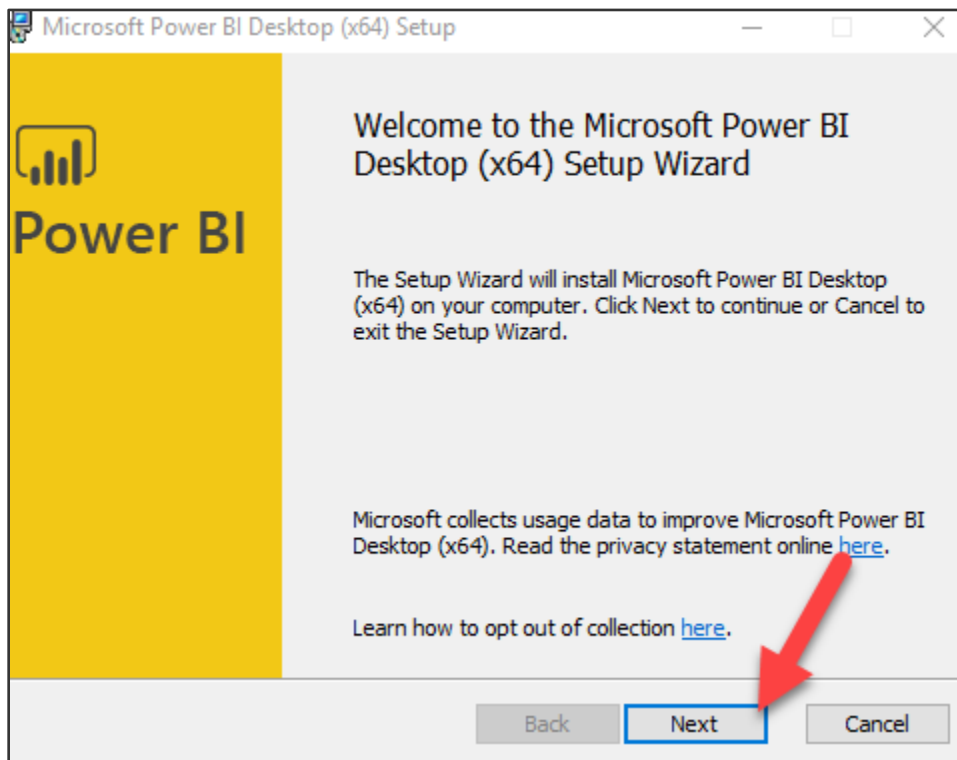 Microsoft Power BI Desktop (x64) Setup
Power BI
Welcome to the Microsoft Power BI
Desktop (x64) Setup Wizard
The Setup Wizard will install Microsoft Power BI Desktop
(x64) on your computer. Click Next to continue or Cancel to
exit the Setup Wizard.
Microsoft collects usage data to improve Microsoft Power BI
Desktop (x64). Read the privacy statement online here.
Learn how to opt out of collection here.
Back
Next
Cancel